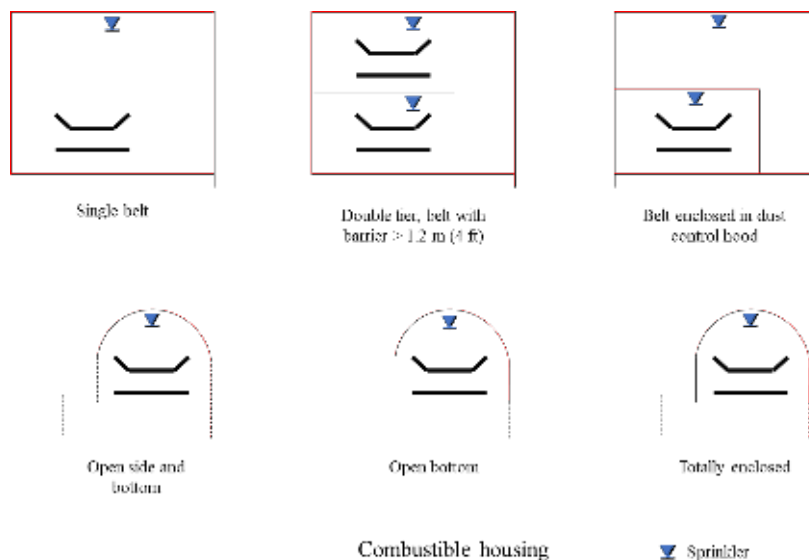 Single belt
Double tier, belt with
barrier > 1.2 m (4 ft)
Belt enclosed in dust
control hood
Open side and
bottom
Open bottom
Totally enclosed
Combustible housing
Sprinkler